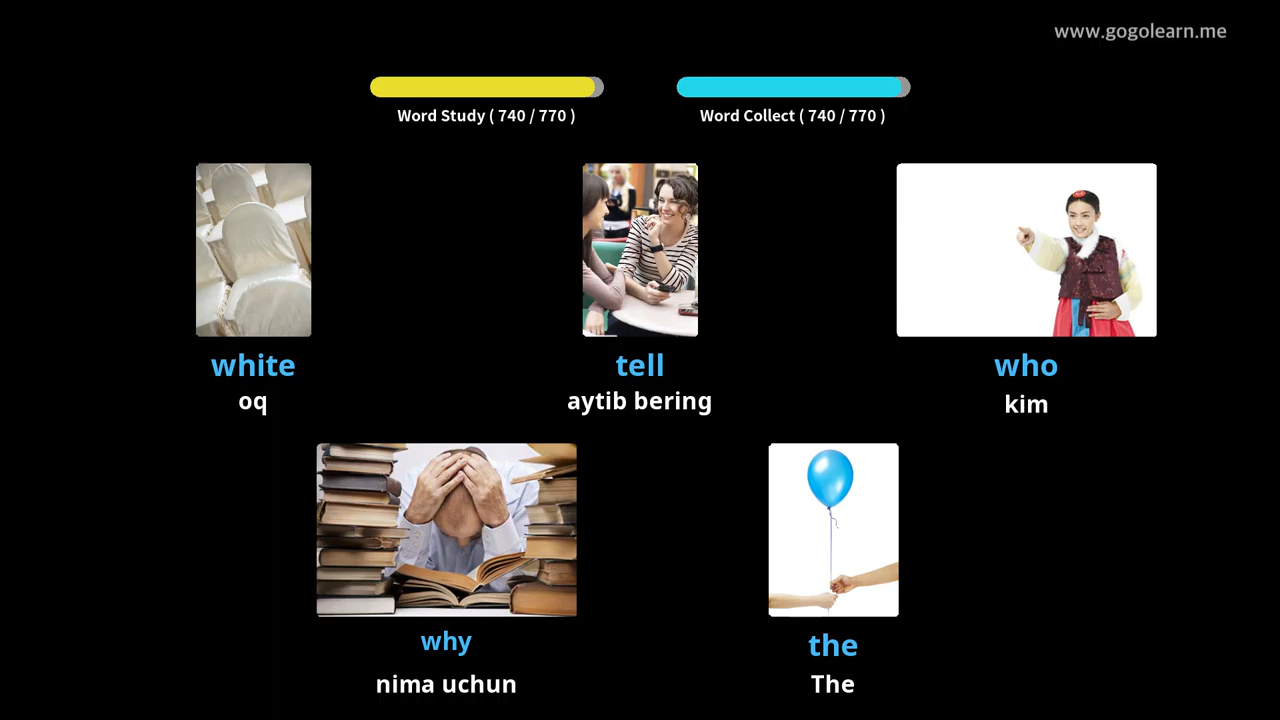 www.gogolearn.me
Word Study ( 740 / 770 )
Word Collect ( 740 / 770 )
white
oq
tell
aytib bering
who
kim
why
nima uchun
the
The